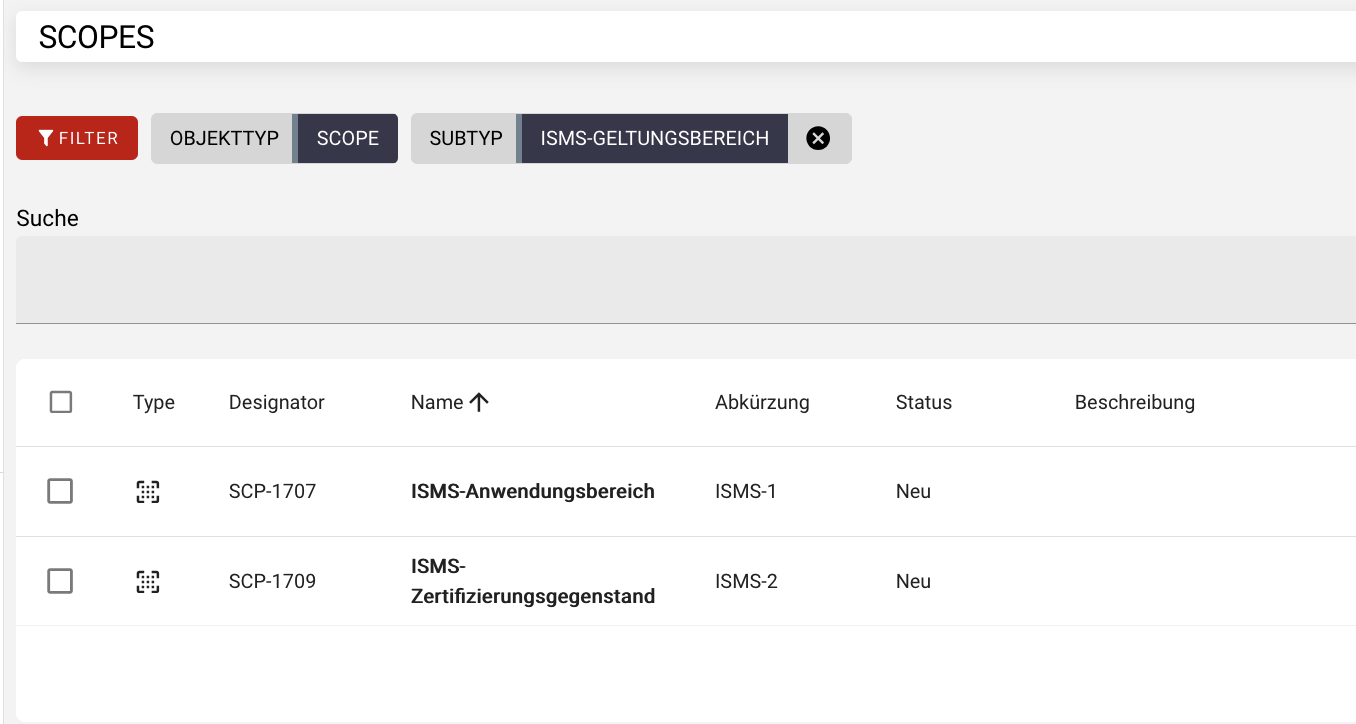 SCOPES
FILTER OBJEKTTYP SCOPE SUBTYP ISMS-GELTUNGSBEREICH
Suche
Type Designator Name Abkürzung Status Beschreibung
SCP-1707 ISMS-Anwendungsbereich ISMS-1 Neu
SCP-1709 ISMS-Zertifizierungsgegenstand ISMS-2 Neu